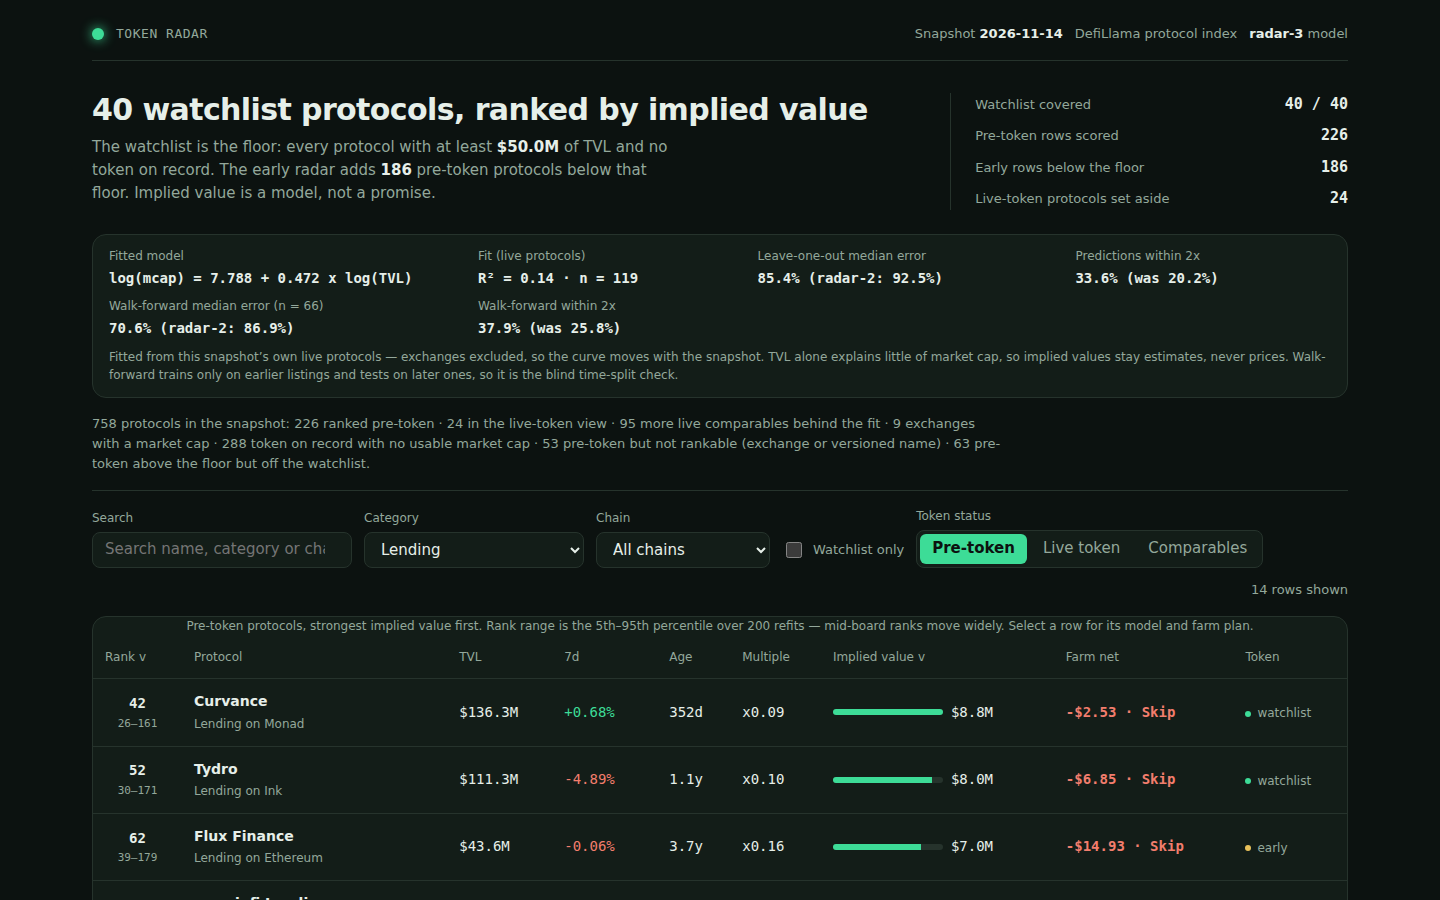 TOKEN RADAR
Snapshot 2026-11-14 DefiLlama protocol index radar-3 model
40 watchlist protocols, ranked by implied value
The watchlist is the floor: every protocol with at least $50.0M of TVL and no
token on record. The early radar adds 186 pre-token protocols below that
floor. Implied value is a model, not a promise.
Watchlist covered 40 / 40
Pre-token rows scored 226
Early rows below the floor 186
Live-token protocols set aside 24
Fitted model
log(mcap) = 7.788 + 0.472 x log(TVL)
Fit (live protocols)
R² = 0.14 · n = 119
Leave-one-out median error
85.4% (radar-2: 92.5%)
Predictions within 2x
33.6% (was 20.2%)
Walk-forward median error (n = 66)
70.6% (radar-2: 86.9%)
Walk-forward within 2x
37.9% (was 25.8%)
Fitted from this snapshot’s own live protocols — exchanges excluded, so the curve moves with the snapshot. TVL alone explains little of market cap, so implied values stay estimates, never prices. Walk-
forward trains only on earlier listings and tests on later ones, so it is the blind time-split check.
758 protocols in the snapshot: 226 ranked pre-token · 24 in the live-token view · 95 more live comparables behind the fit · 9 exchanges
with a market cap · 288 token on record with no usable market cap · 53 pre-token but not rankable (exchange or versioned name) · 63 pre-
token above the floor but off the watchlist.
Search
Search name, category or cha
Category
Lending
Chain
All chains
Watchlist only
Token status
Pre-token Live token Comparables
14 rows shown
Pre-token protocols, strongest implied value first. Rank range is the 5th–95th percentile over 200 refits — mid-board ranks move widely. Select a row for its model and farm plan.
Rank v Protocol TVL 7d Age Multiple Implied value v Farm net Token
42 Curvance $136.3M +0.68% 352d x0.09 $8.8M -$2.53 · Skip watchlist
26–161 Lending on Monad
52 Tydro $111.3M -4.89% 1.1y x0.10 $8.0M -$6.85 · Skip watchlist
30–171 Lending on Ink
62 Flux Finance $43.6M -0.06% 3.7y x0.16 $7.0M -$14.93 · Skip early
39–179 Lending on Ethereum